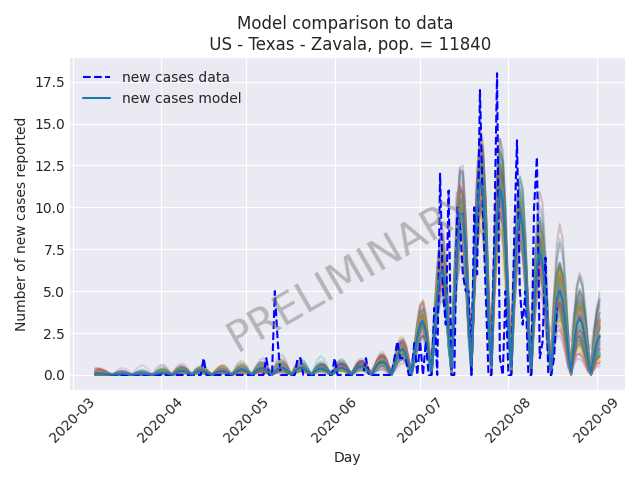 Model comparison to data
US - Texas - Zavala, pop. = 11840
new cases data
new cases model
Number of new cases reported
17.5
15.0
12.5
10.0
7.5
5.0
2.5
0.0
PRELIMINARY
2020-03
2020-04
2020-05
2020-06
2020-07
2020-08
2020-09
Day